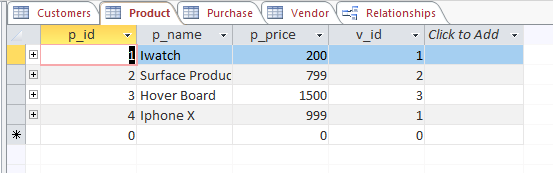 Customers Product Purchase Vendor Relationships
p_id p_name p_price v_id Click to Add
1 Iwatch 200 1
2 Surface Produc 799 2
3 Hover Board 1500 3
4 Iphone X 999 1
0 0 0